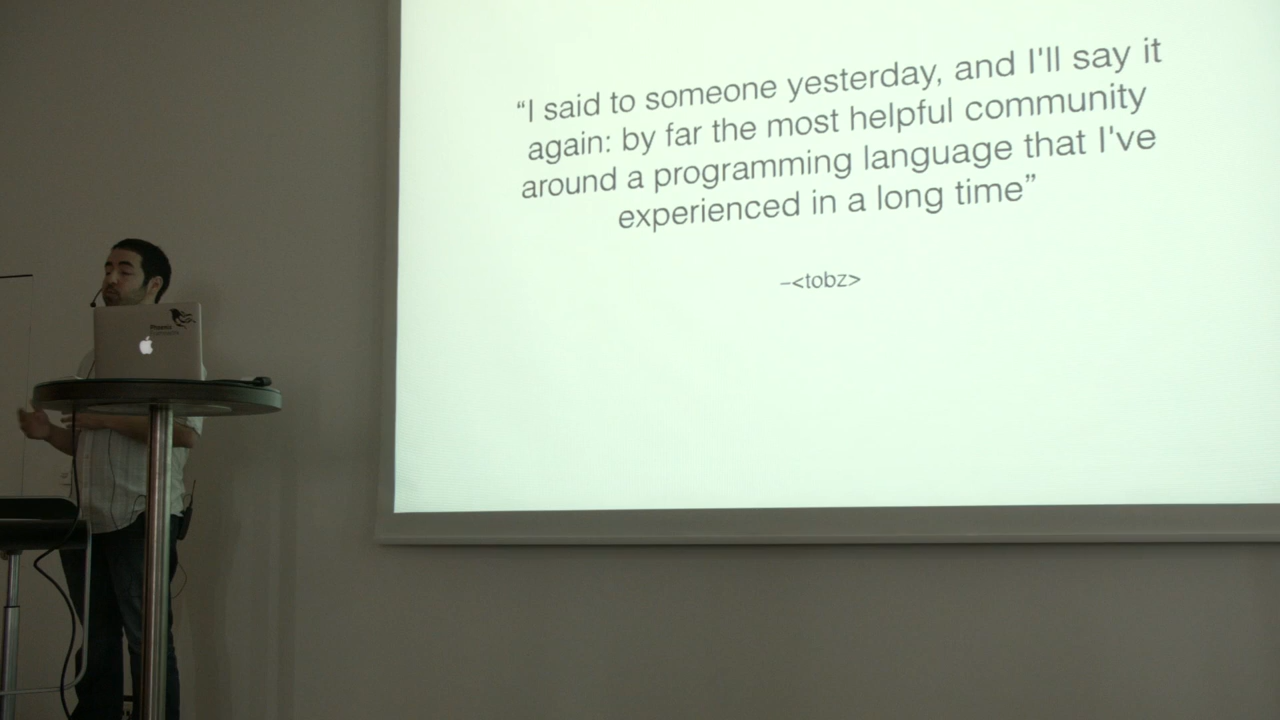 “I said to someone yesterday, and I'll say it
again: by far the most helpful community
around a programming language that I've
experienced in a long time”
–<tobz>
Phoenix